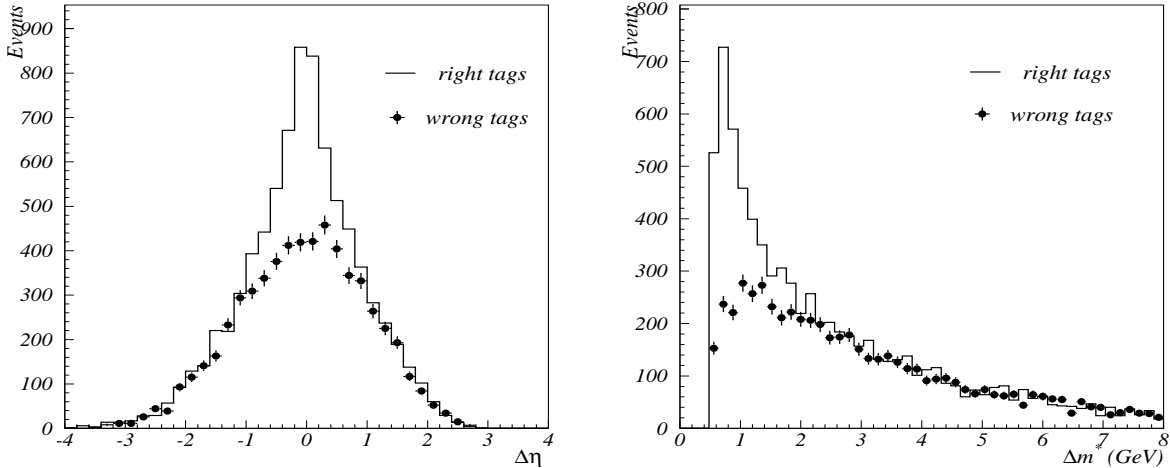 Events
900
800
700
600
500
400
300
200
100
0
-4 -3 -2 -1 0 1 2 3 4
Δη
right tags
wrong tags
Events
800
700
600
500
400
300
200
100
0
0 1 2 3 4 5 6 7 8
Δm* (GeV)
right tags
wrong tags